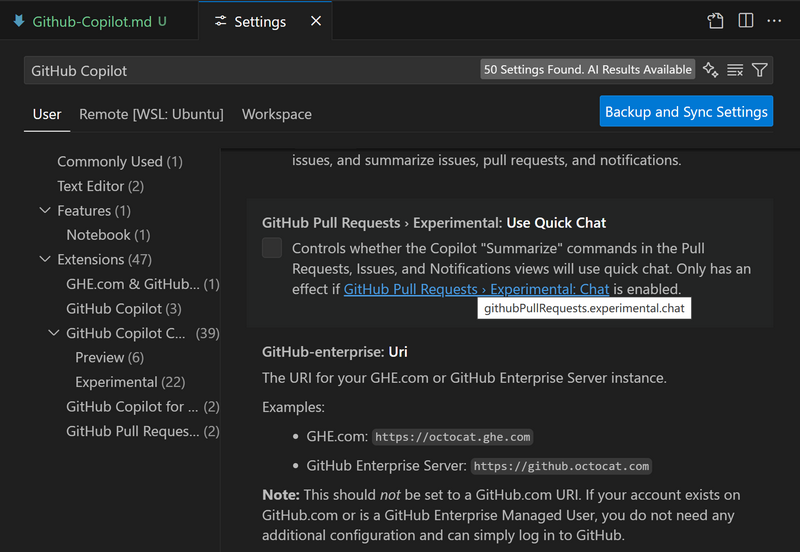 Github-Copilot.md U
Settings
GitHub Copilot
50 Settings Found. AI Results Available
User
Remote [WSL: Ubuntu]
Workspace
Backup and Sync Settings
Commonly Used (1)
Text Editor (2)
Features (1)
Notebook (1)
Extensions (47)
GHE.com & GitHub... (1)
GitHub Copilot (3)
GitHub Copilot C... (39)
Preview (6)
Experimental (22)
GitHub Copilot for ... (2)
GitHub Pull Reques... (2)
issues, and summarize issues, pull requests, and notifications.
GitHub Pull Requests › Experimental: Use Quick Chat
Controls whether the Copilot "Summarize" commands in the Pull
Requests, Issues, and Notifications views will use quick chat. Only has an
effect if GitHub Pull Requests › Experimental: Chat is enabled.
githubPullRequests.experimental.chat
GitHub-enterprise: Uri
The URI for your GHE.com or GitHub Enterprise Server instance.
Examples:
• GHE.com: https://octocat.ghe.com
• GitHub Enterprise Server: https://github.octocat.com
Note: This should not be set to a GitHub.com URI. If your account exists on
GitHub.com or is a GitHub Enterprise Managed User, you do not need any
additional configuration and can simply log in to GitHub.